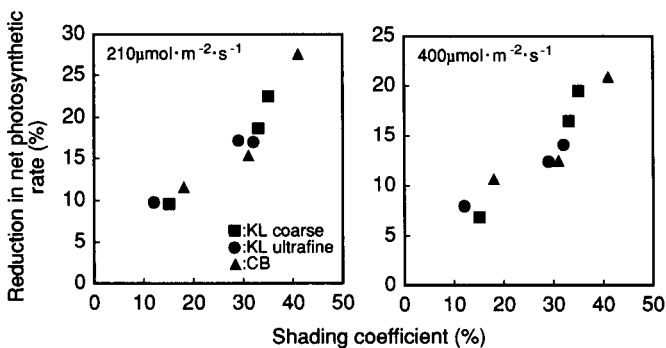 Reduction in net photosynthetic
rate (%)
30
25
20
15
10
5
0
210μmol·m⁻²·s⁻¹
■:KL coarse
●:KL ultrafine
▲:CB
0 10 20 30 40 50
25
20
15
10
5
0
400μmol·m⁻²·s⁻¹
0 10 20 30 40 50
Shading coefficient (%)